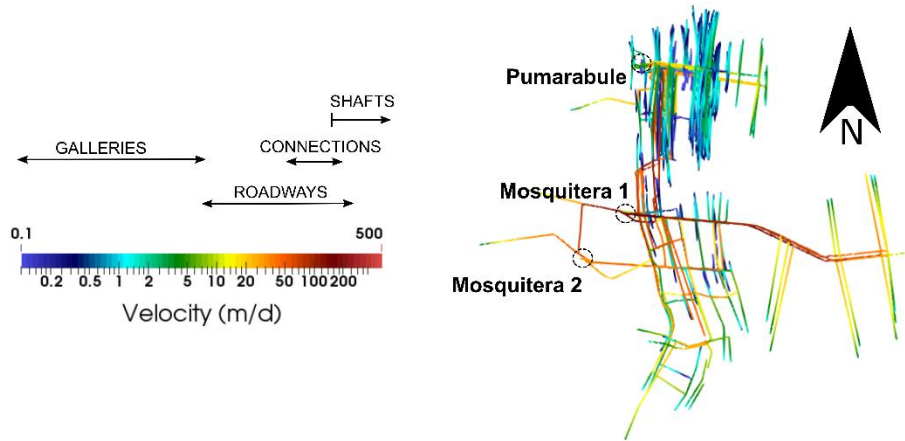 SHAFTS
GALLERIES
CONNECTIONS
ROADWAYS
0.1
500
0.2 0.5 1 2 5 10 20 50 100 200
Velocity (m/d)
Pumarabule
Mosquitera 1
Mosquitera 2
N